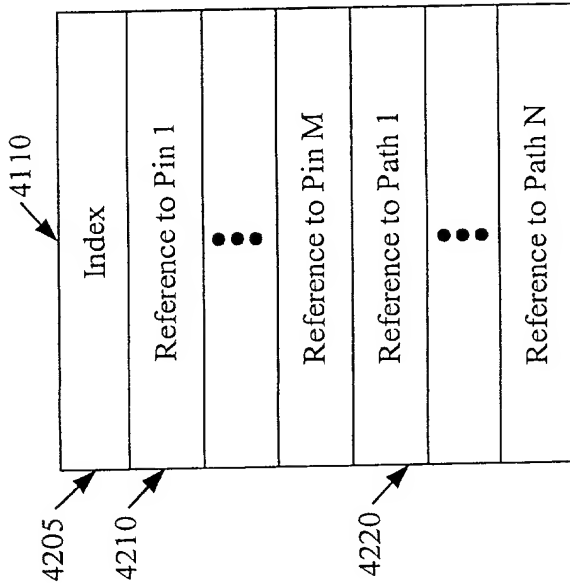 4110
4205
Index
4210
Reference to Pin 1
Reference to Pin M
4220
Reference to Path 1
Reference to Path N